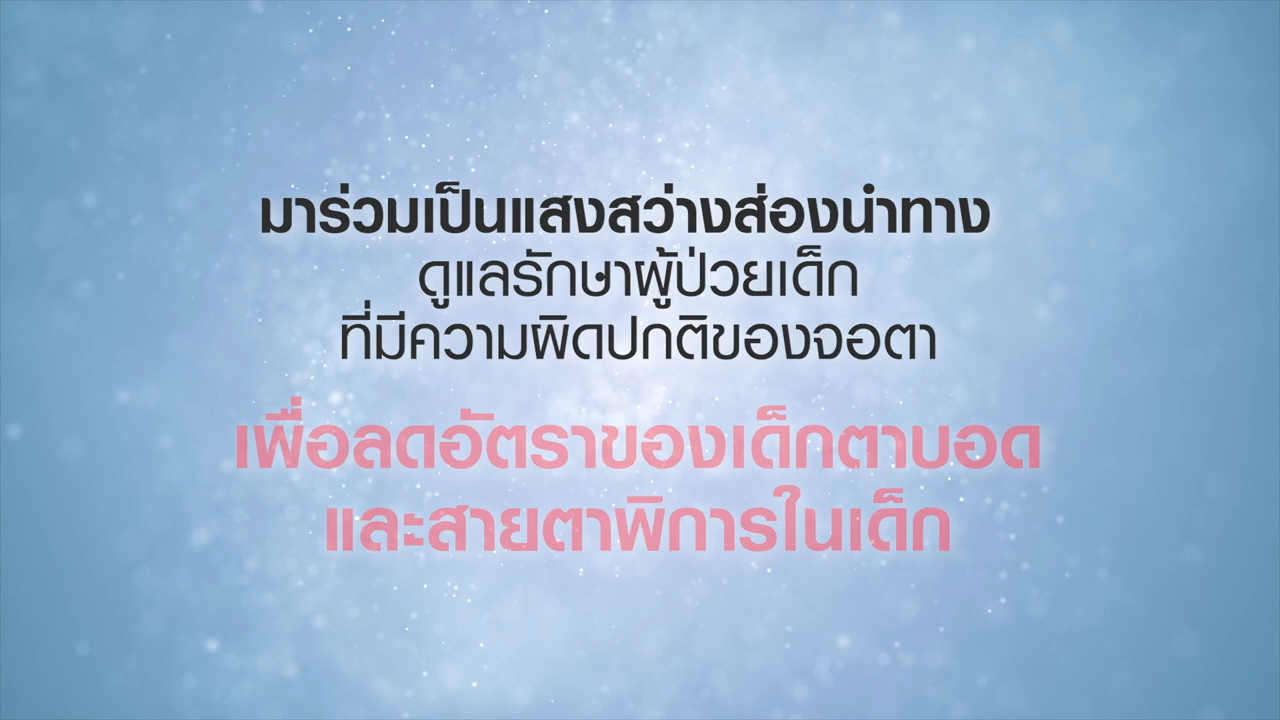 มาร่วมเป็นแสงสว่างส่องนำทาง
ดูแลรักษาผู้ป่วยเด็ก
ที่มีความผิดปกติของจอตา
เพื่อลดอัตราของเด็กตาบอด
และสายตาพิการในเด็ก